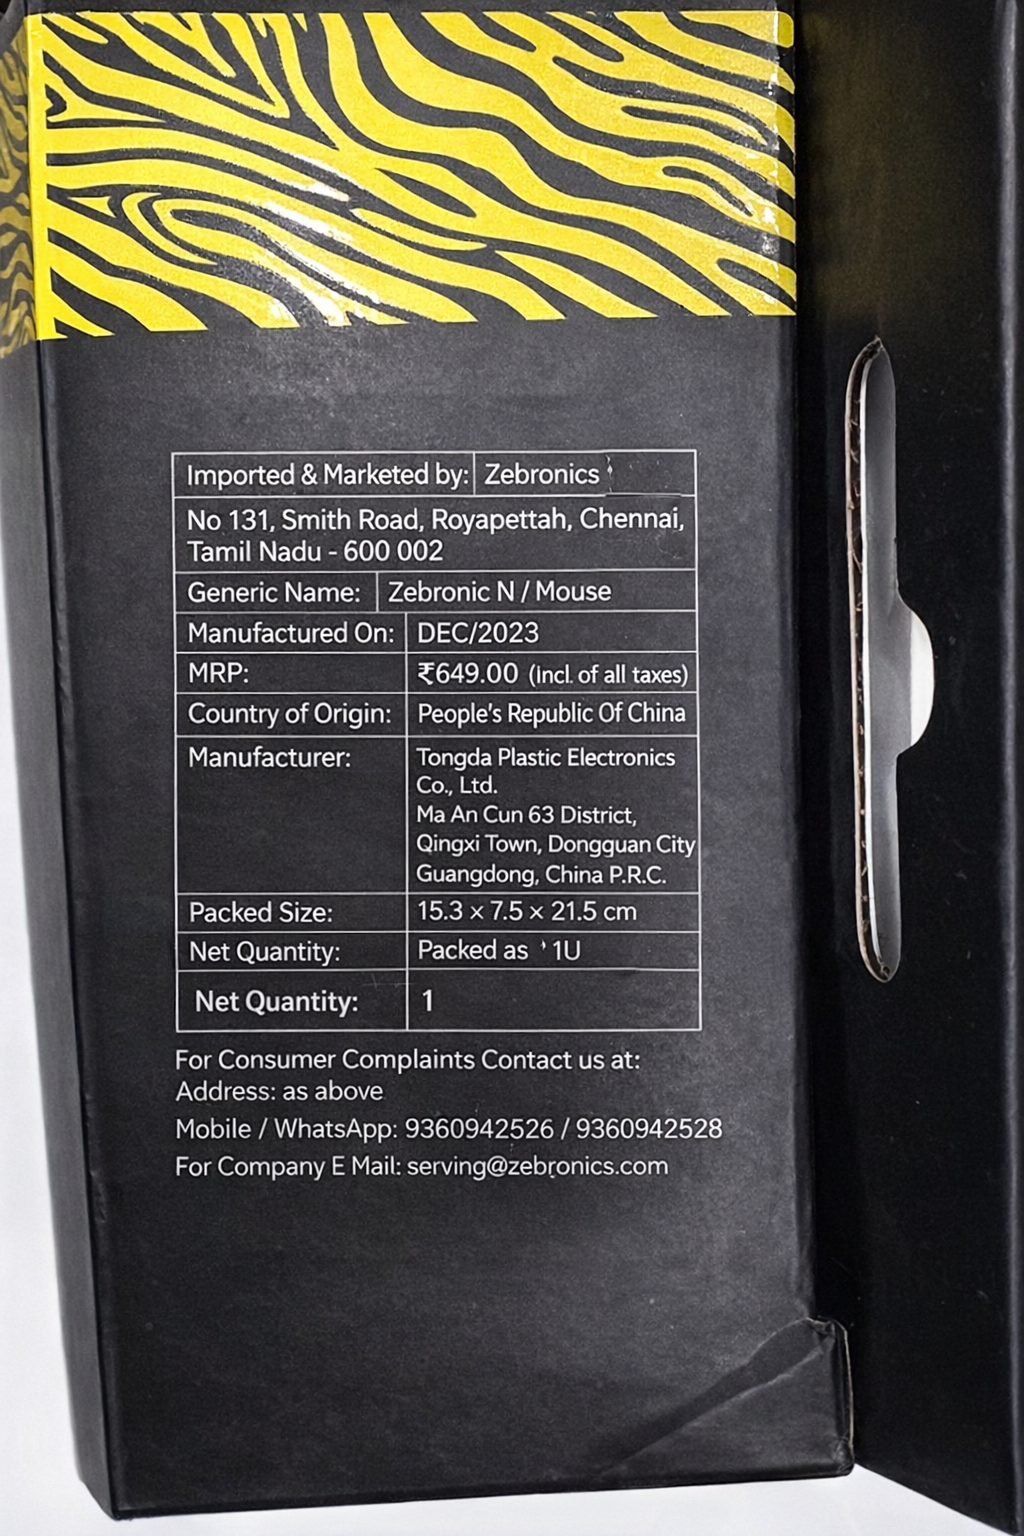 Imported & Marketed by: Zebronics
No 131, Smith Road, Royapettah, Chennai,
Tamil Nadu - 600 002
Generic Name: Zebronic N / Mouse
Manufactured On: DEC/2023
MRP: ₹649.00 (incl. of all taxes)
Country of Origin: People's Republic Of China
Manufacturer: Tongda Plastic Electronics
Co., Ltd.
Ma An Cun 63 District,
Qingxi Town, Dongguan City
Guangdong, China P.R.C.
Packed Size: 15.3 × 7.5 × 21.5 cm
Net Quantity: Packed as 1U
Net Quantity: 1
For Consumer Complaints Contact us at:
Address: as above
Mobile / WhatsApp: 9360942526 / 9360942528
For Company E Mail: serving@zebronics.com